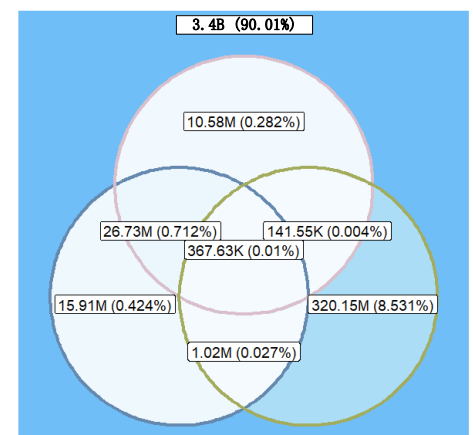 3.4B (90.01%)
10.58M (0.282%)
26.73M (0.712%)
141.55K (0.004%)
367.63K (0.01%)
15.91M (0.424%)
320.15M (8.531%)
1.02M (0.027%)